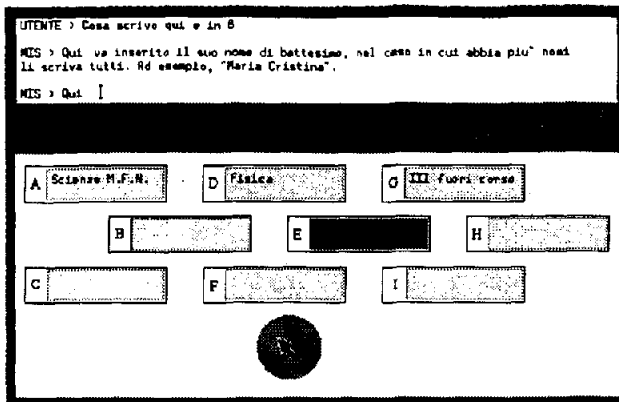 UTENTE > Cosa scrivo qui e in B
MIS > Qui va inserito il suo nome di battesimo, nel caso in cui abbia piu` nomi
li scriva tutti. Ad esempio, "Maria Cristina".
MIS > Qui
A Scienze M.F.N. D Fisica G III fuori corso
B E H
C F I